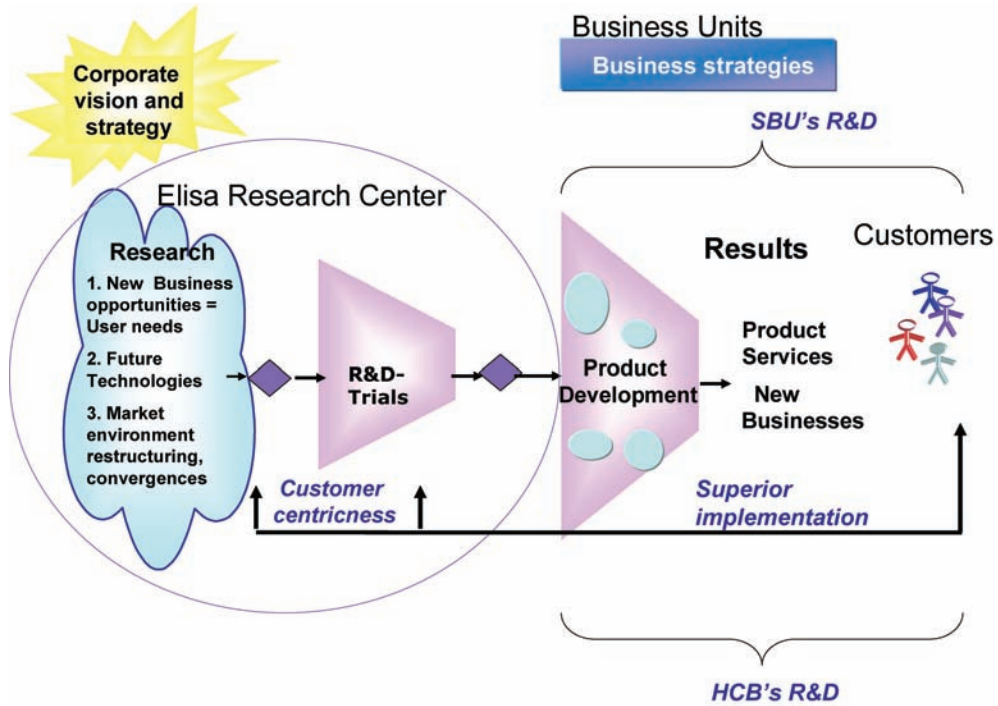 Business Units
Business strategies
Corporate
vision and
strategy
SBU's R&D
Elisa Research Center
Research
1. New Business
opportunities =
User needs
2. Future
Technologies
3. Market
environment
restructuring,
convergences
R&D-
Trials
Customer
centricness
Product
Development
Results
Product
Services
New
Businesses
Customers
Superior
implementation
HCB's R&D